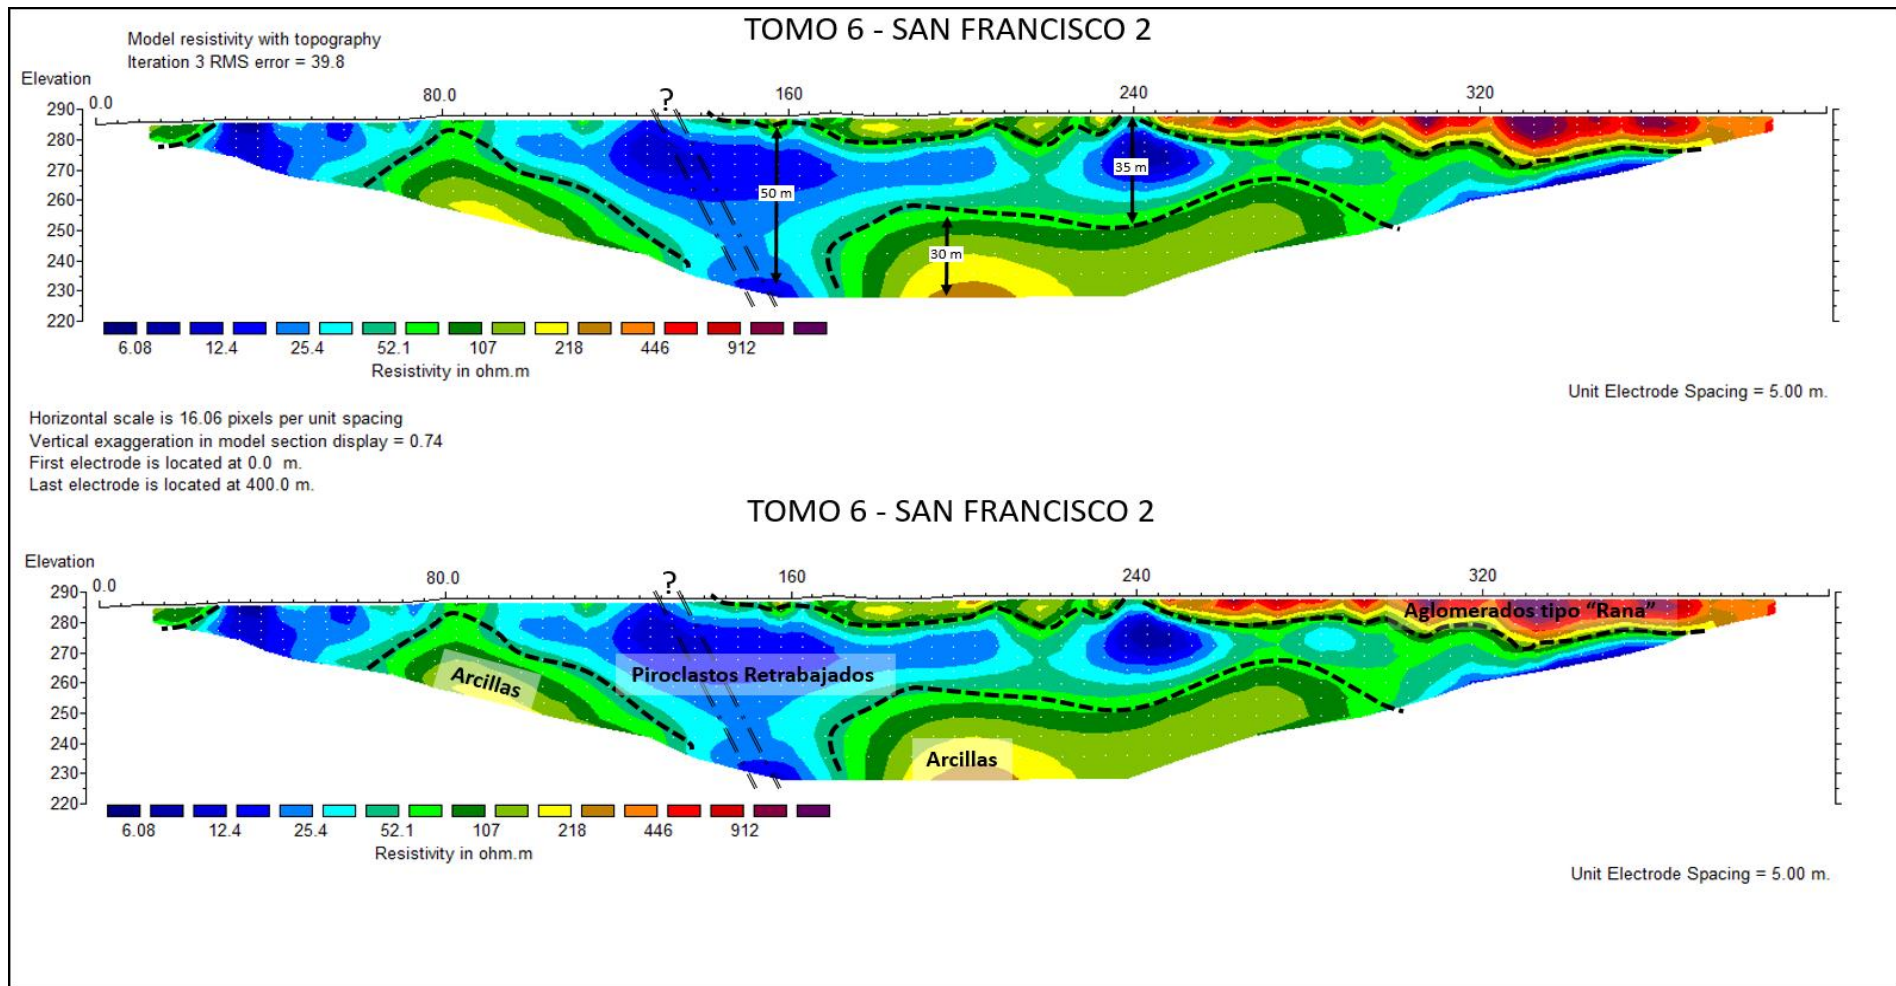 TOMO 6 - SAN FRANCISCO 2
Model resistivity with topography
Iteration 3 RMS error = 39.8
Elevation
0.0 80.0 ? 160 240 320
290
280
270
260
250
240
230
220
50 m
35 m
30 m
6.08 12.4 25.4 52.1 107 218 446 912
Resistivity in ohm.m
Unit Electrode Spacing = 5.00 m.
Horizontal scale is 16.06 pixels per unit spacing
Vertical exaggeration in model section display = 0.74
First electrode is located at 0.0 m.
Last electrode is located at 400.0 m.
TOMO 6 - SAN FRANCISCO 2
Elevation
0.0 80.0 ? 160 240 320
290
280
270
260
250
240
230
220
Aglomerados tipo “Rana”
Arcillas
Piroclastos Retrabajados
Arcillas
6.08 12.4 25.4 52.1 107 218 446 912
Resistivity in ohm.m
Unit Electrode Spacing = 5.00 m.